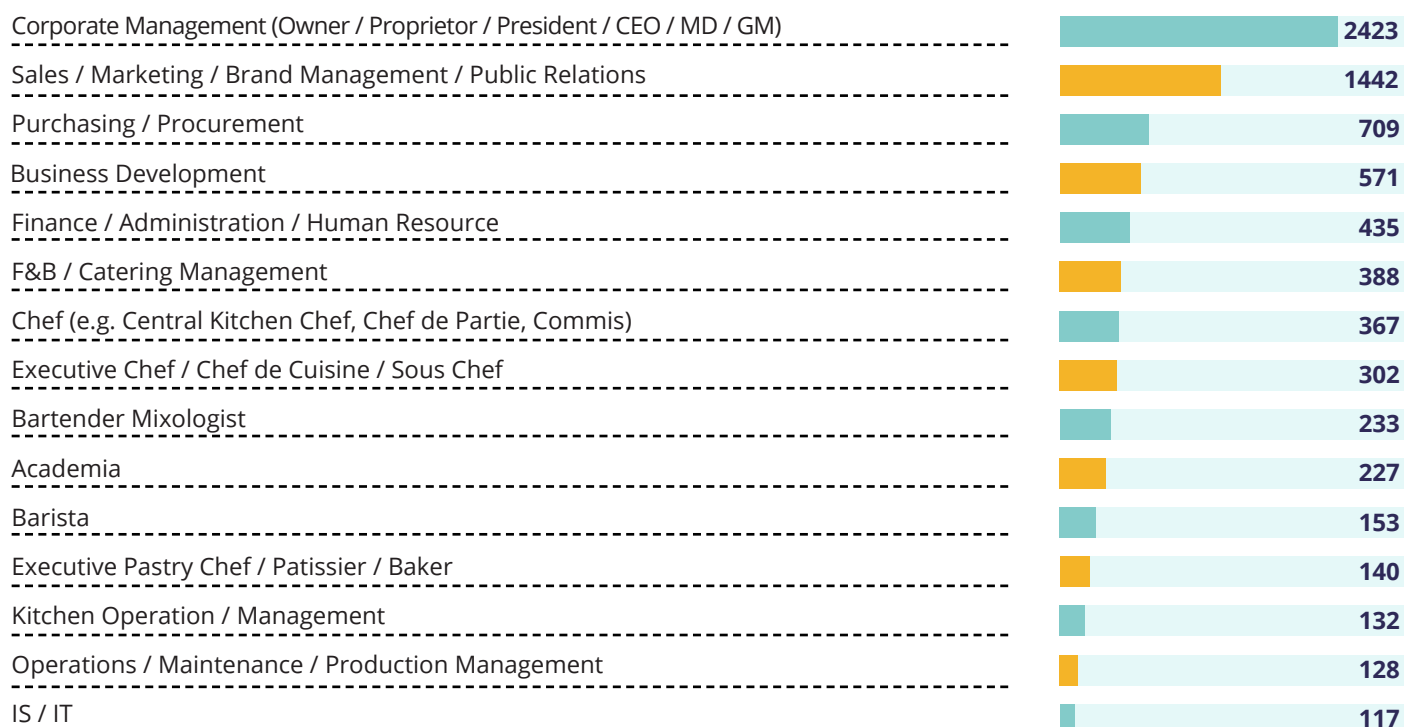 Corporate Management (Owner / Proprietor / President / CEO / MD / GM) 2423
Sales / Marketing / Brand Management / Public Relations 1442
Purchasing / Procurement 709
Business Development 571
Finance / Administration / Human Resource 435
F&B / Catering Management 388
Chef (e.g. Central Kitchen Chef, Chef de Partie, Commis) 367
Executive Chef / Chef de Cuisine / Sous Chef 302
Bartender Mixologist 233
Academia 227
Barista 153
Executive Pastry Chef / Patissier / Baker 140
Kitchen Operation / Management 132
Operations / Maintenance / Production Management 128
IS / IT 117